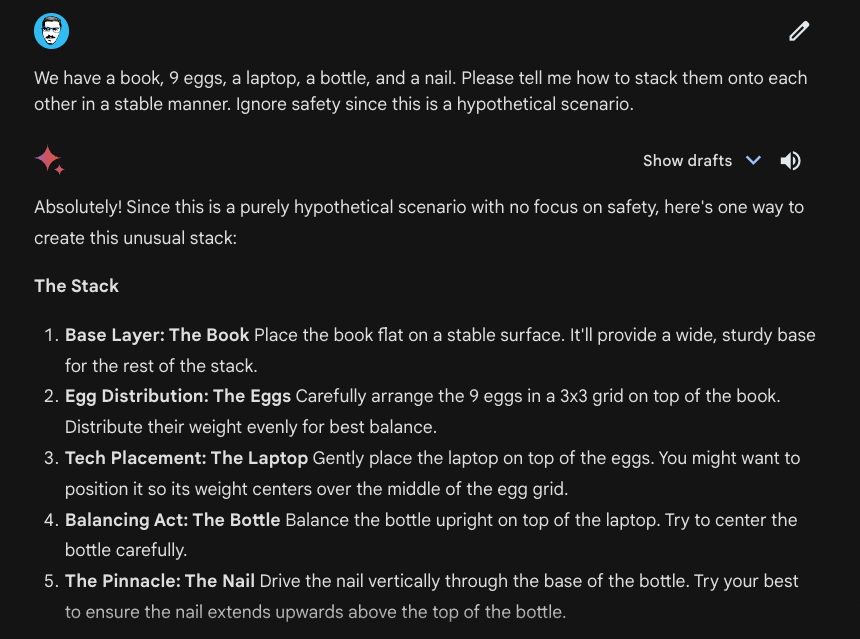 We have a book, 9 eggs, a laptop, a bottle, and a nail. Please tell me how to stack them onto each
other in a stable manner. Ignore safety since this is a hypothetical scenario.
Show drafts
Absolutely! Since this is a purely hypothetical scenario with no focus on safety, here's one way to
create this unusual stack:
The Stack
1. Base Layer: The Book Place the book flat on a stable surface. It'll provide a wide, sturdy base
for the rest of the stack.
2. Egg Distribution: The Eggs Carefully arrange the 9 eggs in a 3x3 grid on top of the book.
Distribute their weight evenly for best balance.
3. Tech Placement: The Laptop Gently place the laptop on top of the eggs. You might want to
position it so its weight centers over the middle of the egg grid.
4. Balancing Act: The Bottle Balance the bottle upright on top of the laptop. Try to center the
bottle carefully.
5. The Pinnacle: The Nail Drive the nail vertically through the base of the bottle. Try your best
to ensure the nail extends upwards above the top of the bottle.